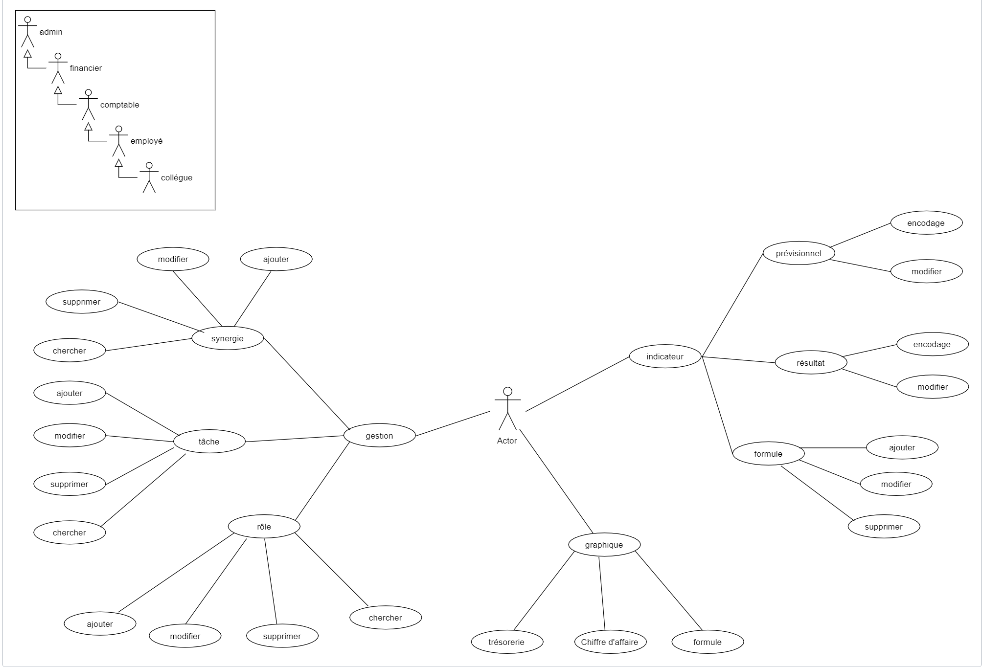 admin
financier
comptable
employé
collégue
encodage
prévisionnel
modifier
modifier
ajouter
supprimer
synergie
chercher
encodage
indicateur
résultat
modifier
ajouter
modifier
tâche
gestion
Actor
supprimer
chercher
formule
ajouter
modifier
supprimer
rôle
graphique
ajouter
modifier
supprimer
chercher
trésorerie
Chiffre d'affaire
formule